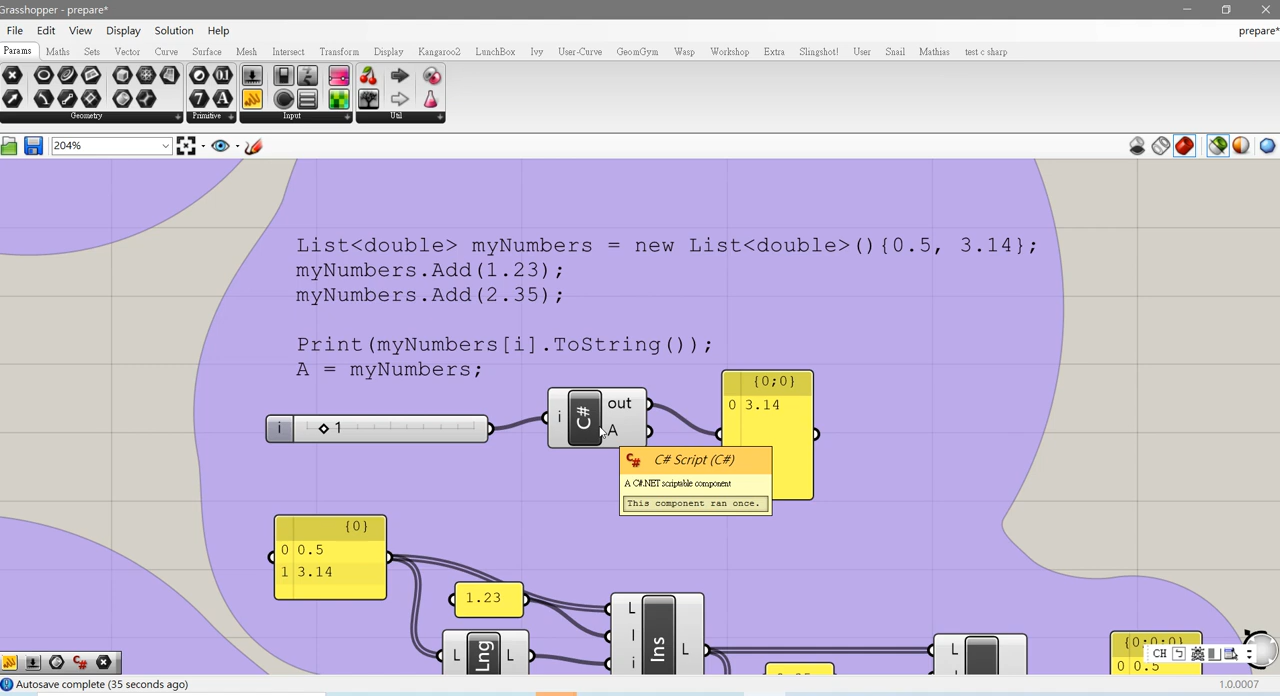 Grasshopper - prepare*
File Edit View Display Solution Help
prepare*
Params Maths Sets Vector Curve Surface Mesh Intersect Transform Display Kangaroo2 LunchBox Ivy User-Curve GeomGym Wasp Workshop Extra Slingshot! User Snail Mathias test c sharp
Geometry Primitive Input Util
204%
List<double> myNumbers = new List<double>(){0.5, 3.14};
myNumbers.Add(1.23);
myNumbers.Add(2.35);
Print(myNumbers[i].ToString());
A = myNumbers;
{0;0}
0 3.14
i 1
i C# out
A
C# Script (C#)
A C#.NET scriptable component
This component ran once.
{0}
0 0.5
1 3.14
1.23
L Lng L
L
I Ins L
i
L
{0;0;0}
0 0.5
CH
Autosave complete (35 seconds ago)
1.0.0007